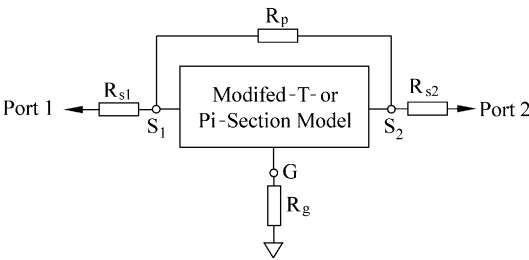 Rp
Rs1
Rs2
Port 1
Modifed-T- or
Pi-Section Model
Port 2
S1
S2
G
Rg